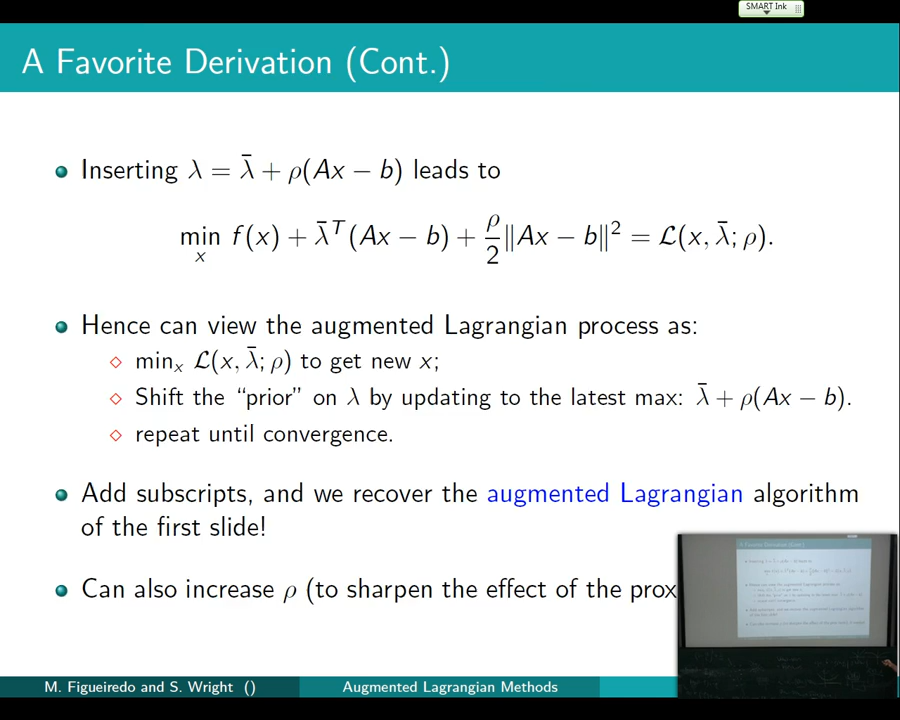 SMART Ink
A Favorite Derivation (Cont.)
Inserting λ = λ̄ + ρ(Ax − b) leads to
min_x f(x) + λ̄^T(Ax − b) + ρ/2 ‖Ax − b‖² = ℒ(x, λ̄; ρ).
Hence can view the augmented Lagrangian process as:
min_x ℒ(x, λ̄; ρ) to get new x;
Shift the “prior” on λ by updating to the latest max: λ̄ + ρ(Ax − b).
repeat until convergence.
Add subscripts, and we recover the augmented Lagrangian algorithm
of the first slide!
Can also increase ρ (to sharpen the effect of the prox
M. Figueiredo and S. Wright () Augmented Lagrangian Methods